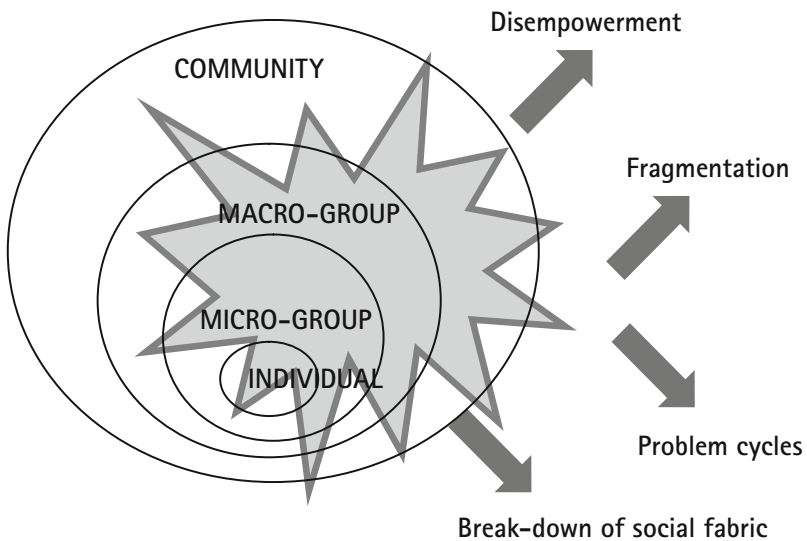 Disempowerment
COMMUNITY
Fragmentation
MACRO-GROUP
MICRO-GROUP
INDIVIDUAL
Problem cycles
Break-down of social fabric